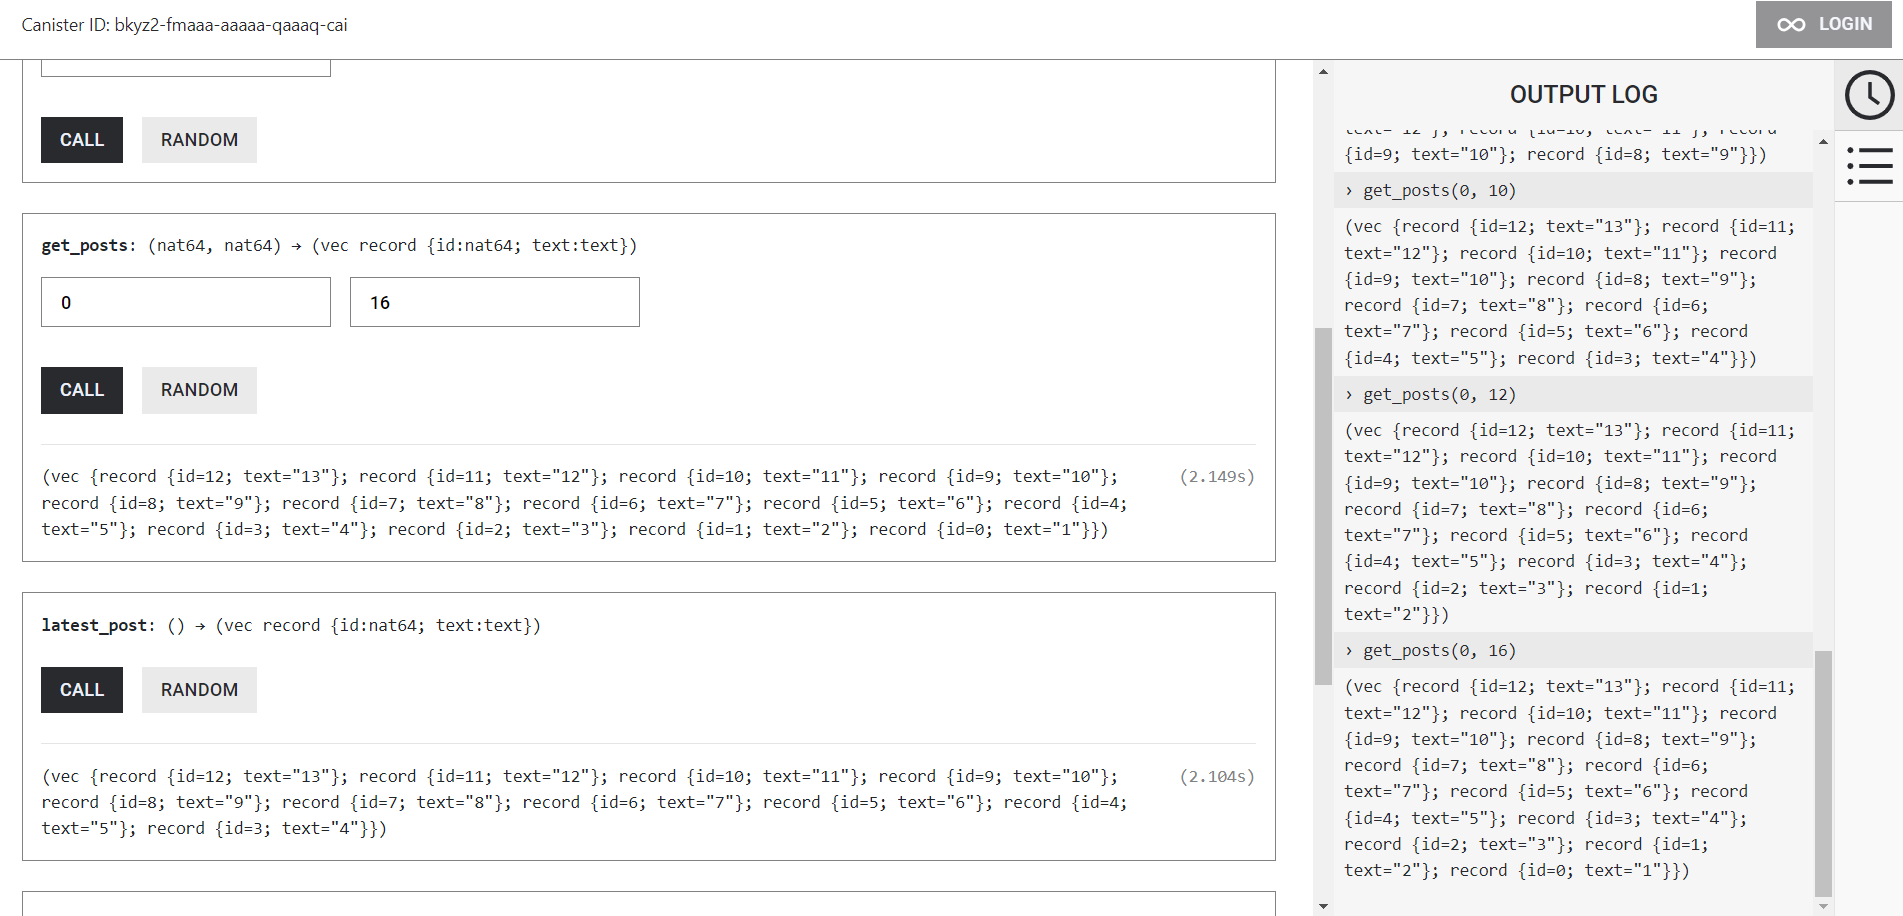 Canister ID: bkyz2-fmaaa-aaaaa-qaaaq-cai
LOGIN
CALL
RANDOM
get_posts: (nat64, nat64) → (vec record {id:nat64; text:text})
0
16
CALL
RANDOM
(vec {record {id=12; text="13"}; record {id=11; text="12"}; record {id=10; text="11"}; record {id=9; text="10"};
(2.149s)
record {id=8; text="9"}; record {id=7; text="8"}; record {id=6; text="7"}; record {id=5; text="6"}; record {id=4;
text="5"}; record {id=3; text="4"}; record {id=2; text="3"}; record {id=1; text="2"}; record {id=0; text="1"}})
latest_post: () → (vec record {id:nat64; text:text})
CALL
RANDOM
(vec {record {id=12; text="13"}; record {id=11; text="12"}; record {id=10; text="11"}; record {id=9; text="10"};
(2.104s)
record {id=8; text="9"}; record {id=7; text="8"}; record {id=6; text="7"}; record {id=5; text="6"}; record {id=4;
text="5"}; record {id=3; text="4"}})
OUTPUT LOG
text="12"}; record {id=10; text="11"}; record
{id=9; text="10"}; record {id=8; text="9"}})
› get_posts(0, 10)
(vec {record {id=12; text="13"}; record {id=11;
text="12"}; record {id=10; text="11"}; record
{id=9; text="10"}; record {id=8; text="9"};
record {id=7; text="8"}; record {id=6;
text="7"}; record {id=5; text="6"}; record
{id=4; text="5"}; record {id=3; text="4"}})
› get_posts(0, 12)
(vec {record {id=12; text="13"}; record {id=11;
text="12"}; record {id=10; text="11"}; record
{id=9; text="10"}; record {id=8; text="9"};
record {id=7; text="8"}; record {id=6;
text="7"}; record {id=5; text="6"}; record
{id=4; text="5"}; record {id=3; text="4"};
record {id=2; text="3"}; record {id=1;
text="2"}})
› get_posts(0, 16)
(vec {record {id=12; text="13"}; record {id=11;
text="12"}; record {id=10; text="11"}; record
{id=9; text="10"}; record {id=8; text="9"};
record {id=7; text="8"}; record {id=6;
text="7"}; record {id=5; text="6"}; record
{id=4; text="5"}; record {id=3; text="4"};
record {id=2; text="3"}; record {id=1;
text="2"}; record {id=0; text="1"}})